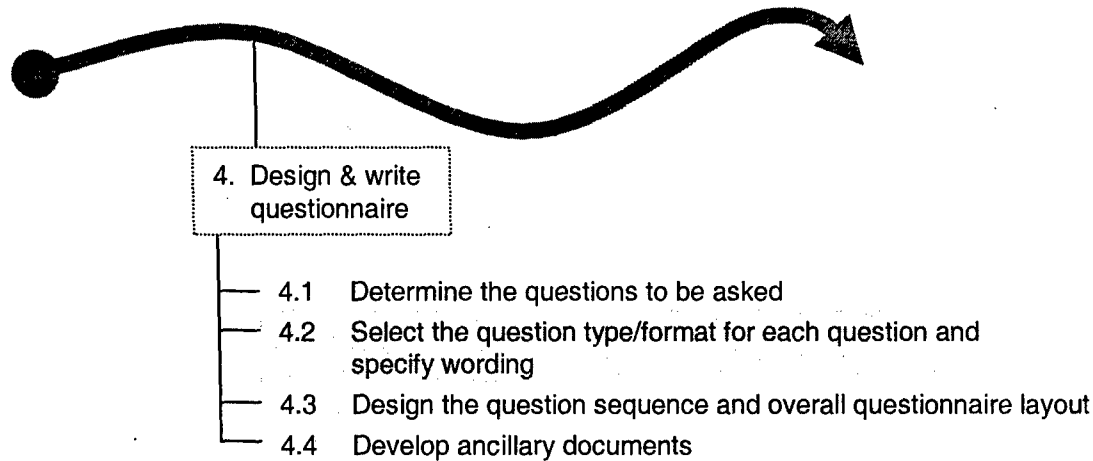 4. Design & write
questionnaire
4.1 Determine the questions to be asked
4.2 Select the question type/format for each question and
specify wording
4.3 Design the question sequence and overall questionnaire layout
4.4 Develop ancillary documents